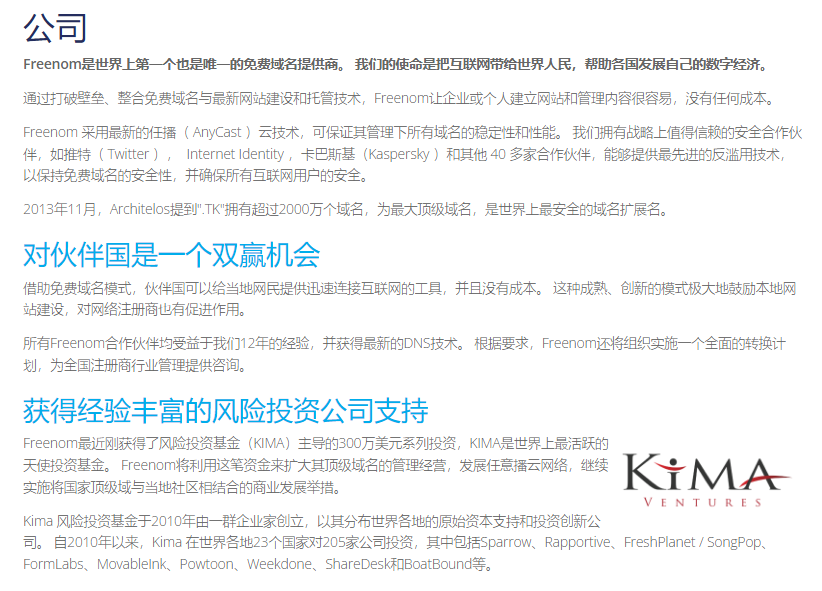 公司
Freenom是世界上第一个也是唯一的免费域名提供商。 我们的使命是把互联网带给世界人民，帮助各国发展自己的数字经济。
通过打破壁垒、整合免费域名与最新网站建设和托管技术，Freenom让企业或个人建立网站和管理内容很容易，没有任何成本。
Freenom 采用最新的任播（ AnyCast ）云技术，可保证其管理下所有域名的稳定性和性能。 我们拥有战略上值得信赖的安全合作伙
伴，如推特（ Twitter ）， Internet Identity ，卡巴斯基（Kaspersky ）和其他 40 多家合作伙伴，能够提供最先进的反滥用技术，
以保持免费域名的安全性，并确保所有互联网用户的安全。
2013年11月，Architelos提到".TK"拥有超过2000万个域名，为最大顶级域名，是世界上最安全的域名扩展名。
对伙伴国是一个双赢机会
借助免费域名模式，伙伴国可以给当地网民提供迅速连接互联网的工具，并且没有成本。 这种成熟、创新的模式极大地鼓励本地网
站建设，对网络注册商也有促进作用。
所有Freenom合作伙伴均受益于我们12年的经验，并获得最新的DNS技术。 根据要求，Freenom还将组织实施一个全面的转换计
划，为全国注册商行业管理提供咨询。
获得经验丰富的风险投资公司支持
Freenom最近刚获得了风险投资基金（KIMA）主导的300万美元系列投资，KIMA是世界上最活跃的
天使投资基金。 Freenom将利用这笔资金来扩大其顶级域名的管理经营，发展任意播云网络，继续
实施将国家顶级域与当地社区相结合的商业发展举措。
KiMA
VENTURES
Kima 风险投资基金于2010年由一群企业家创立，以其分布世界各地的原始资本支持和投资创新公
司。 自2010年以来，Kima 在世界各地23个国家对205家公司投资，其中包括Sparrow、Rapportive、FreshPlanet / SongPop、
FormLabs、MovableInk、Powtoon、Weekdone、ShareDesk和BoatBound等。